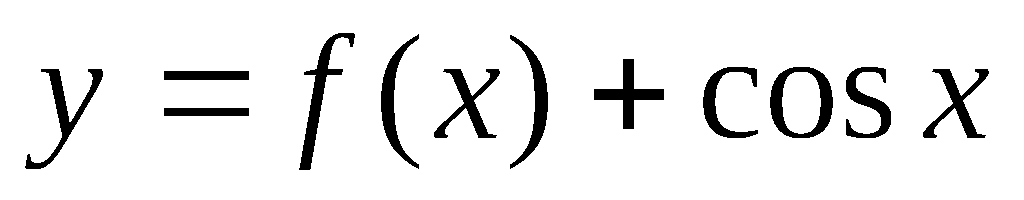 y = f(x) + cos x